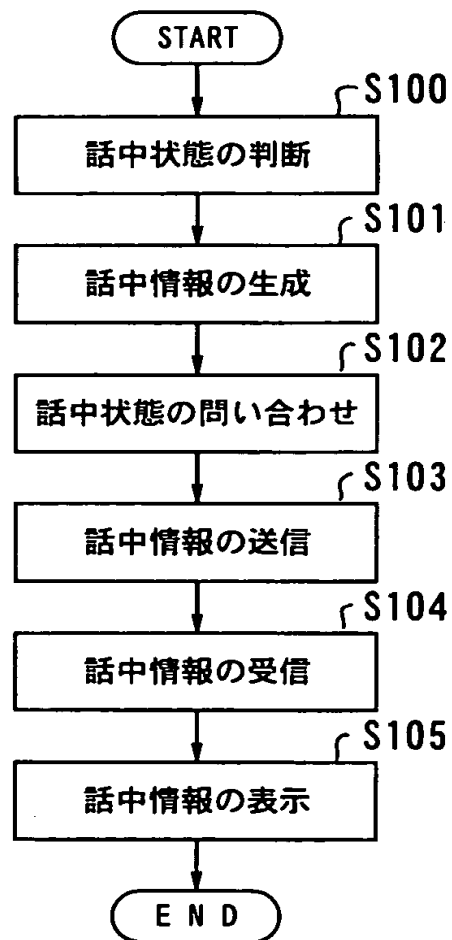 START
S100
話中状態の判断
S101
話中情報の生成
S102
話中状態の問い合わせ
S103
話中情報の送信
S104
話中情報の受信
S105
話中情報の表示
END